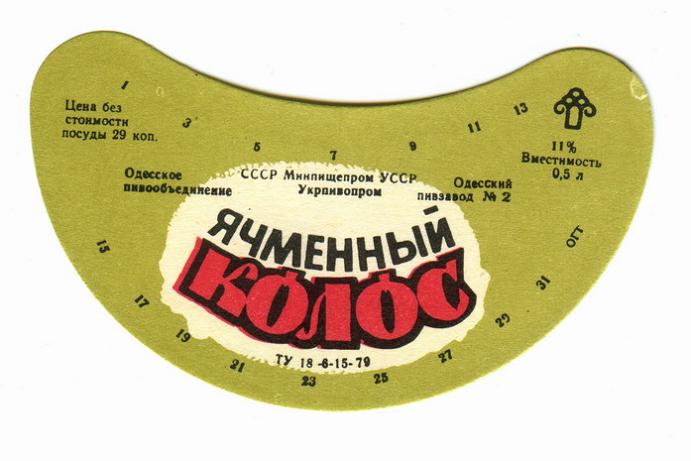 1 3 5 7 9 11 13
Цена без
стоимости
посуды 29 коп.
11%
Вместимость
0,5 л
Одесское
пивообъединение
СССР Минпищепром УССР
Укрпивопром
Одесский
пивзавод № 2
ЯЧМЕННЫЙ
КОЛОС
ТУ 18-6-15-79
15 17 19 21 23 25 27 29 31 ОГТ